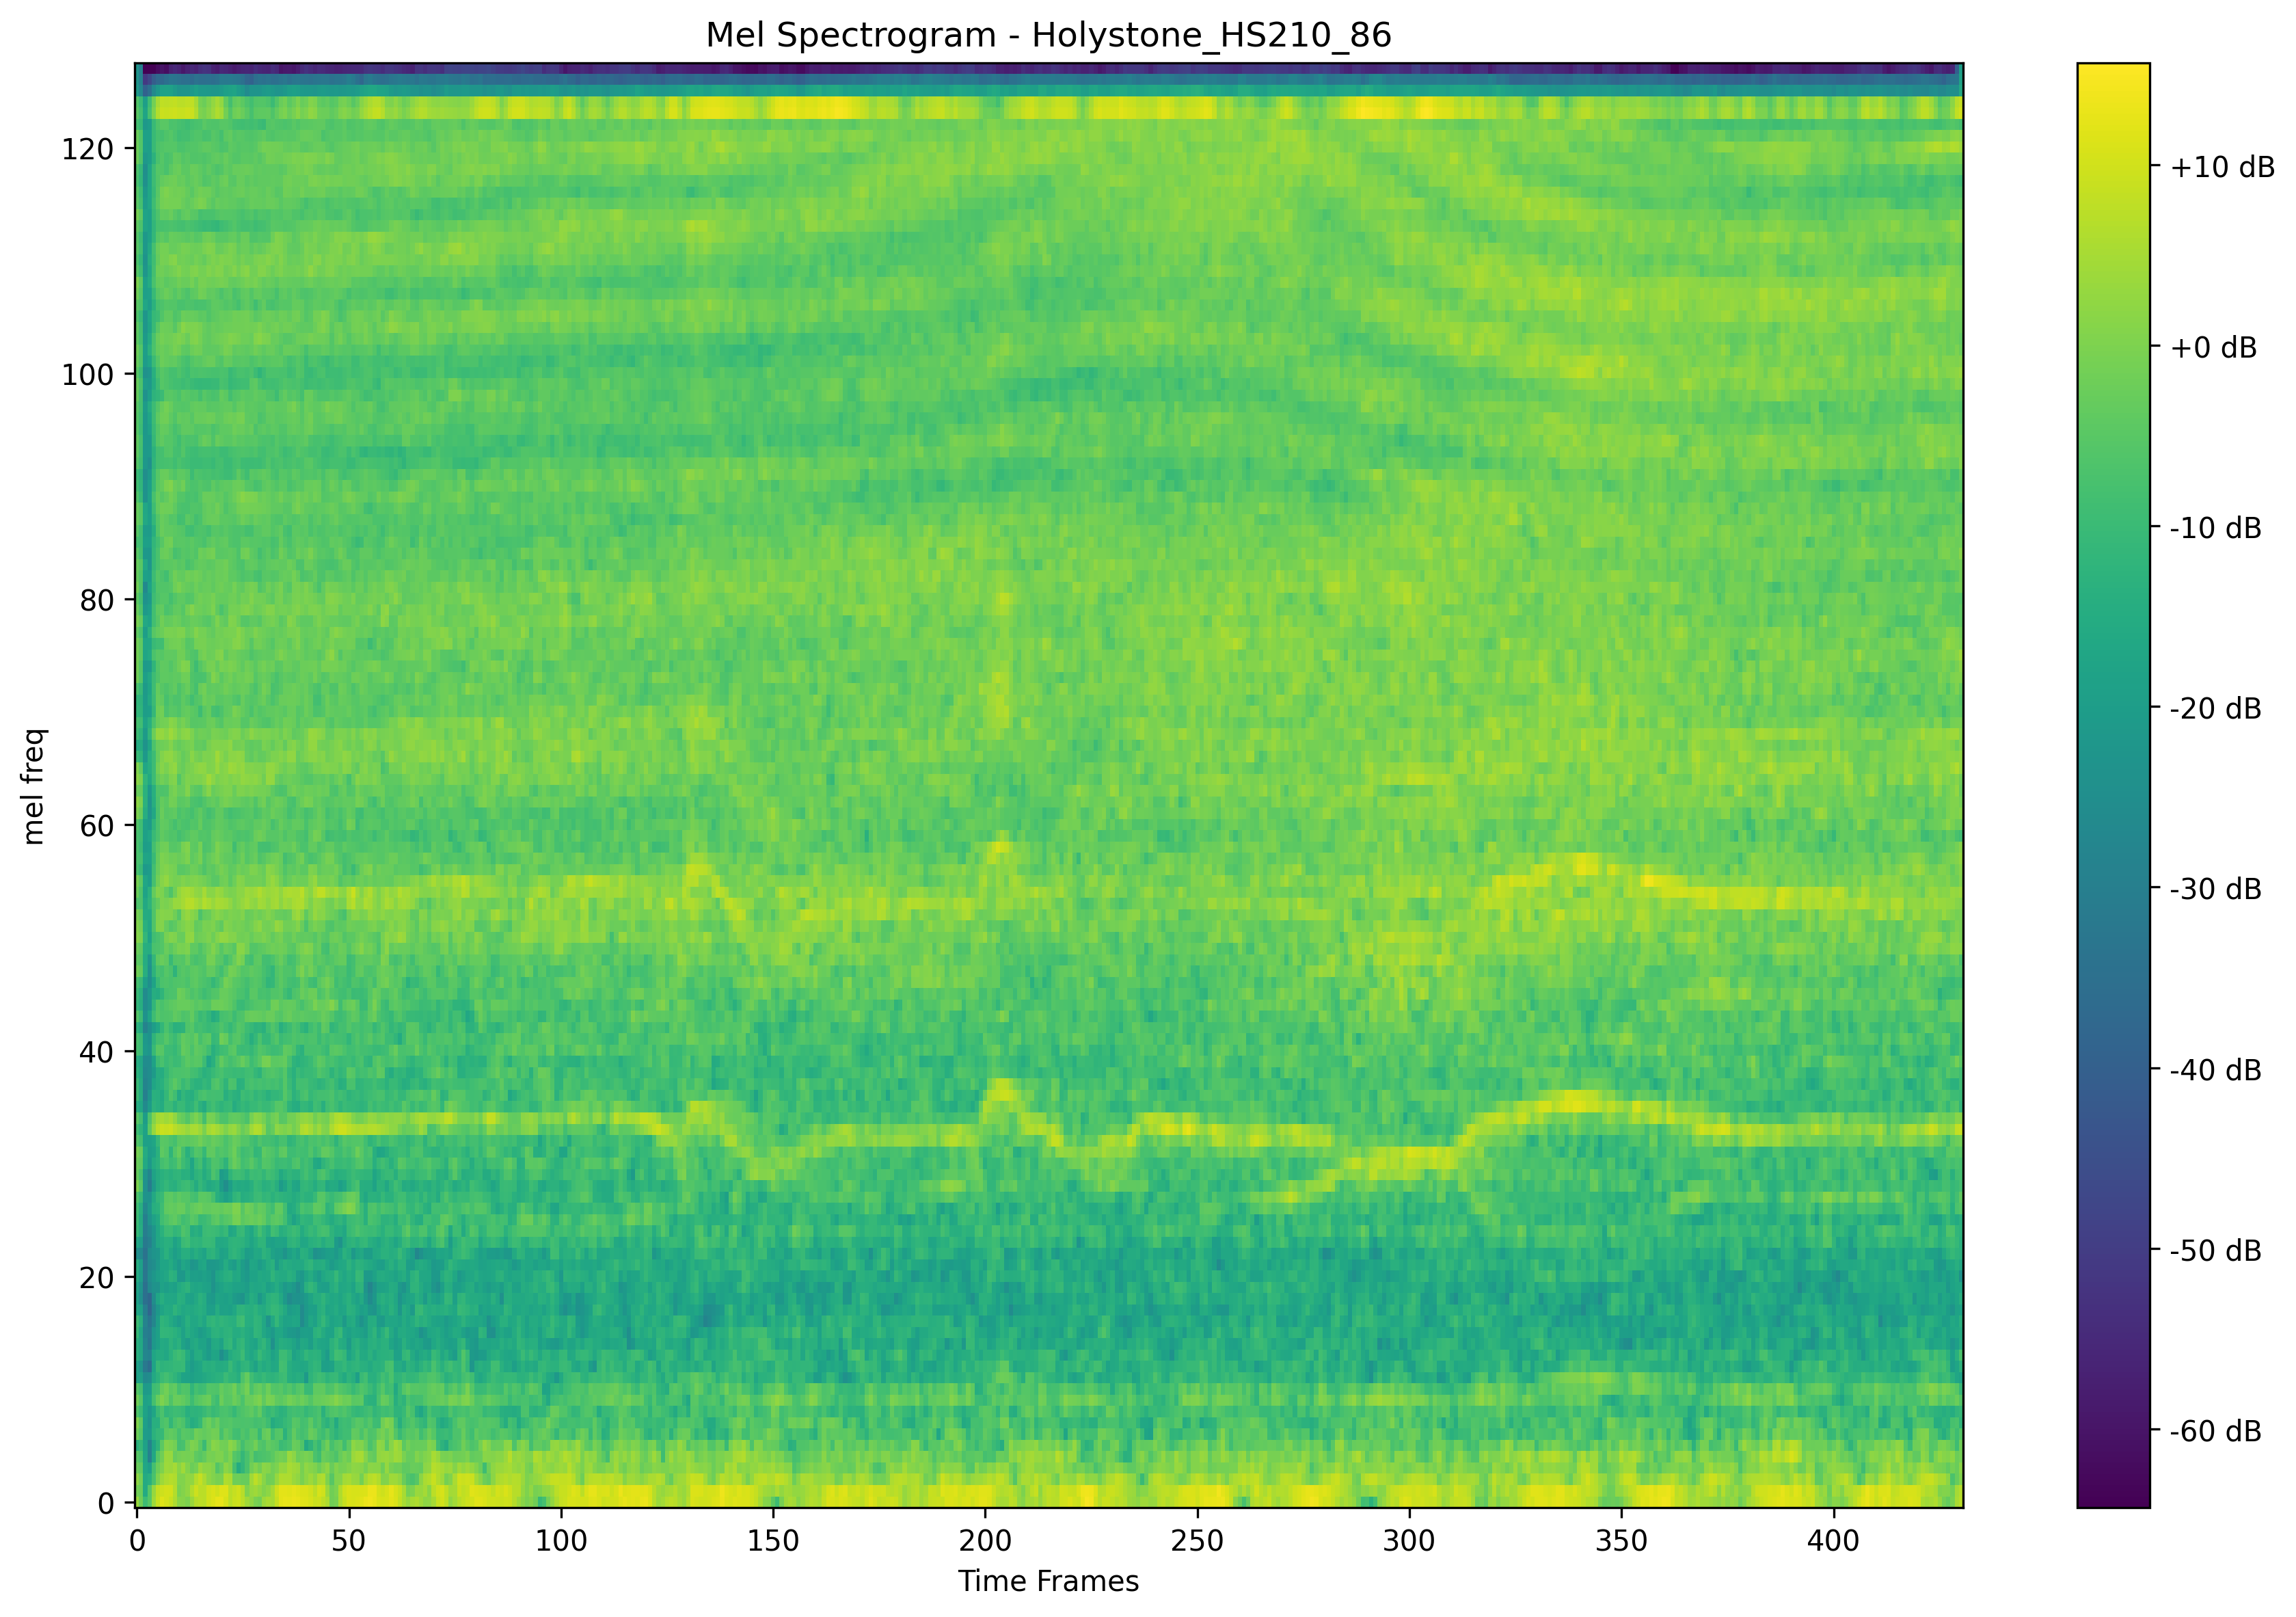 Mel Spectrogram - Holystone_HS210_86
mel freq
120
100
80
60
40
20
0
0 50 100 150 200 250 300 350 400
Time Frames
+10 dB
+0 dB
-10 dB
-20 dB
-30 dB
-40 dB
-50 dB
-60 dB